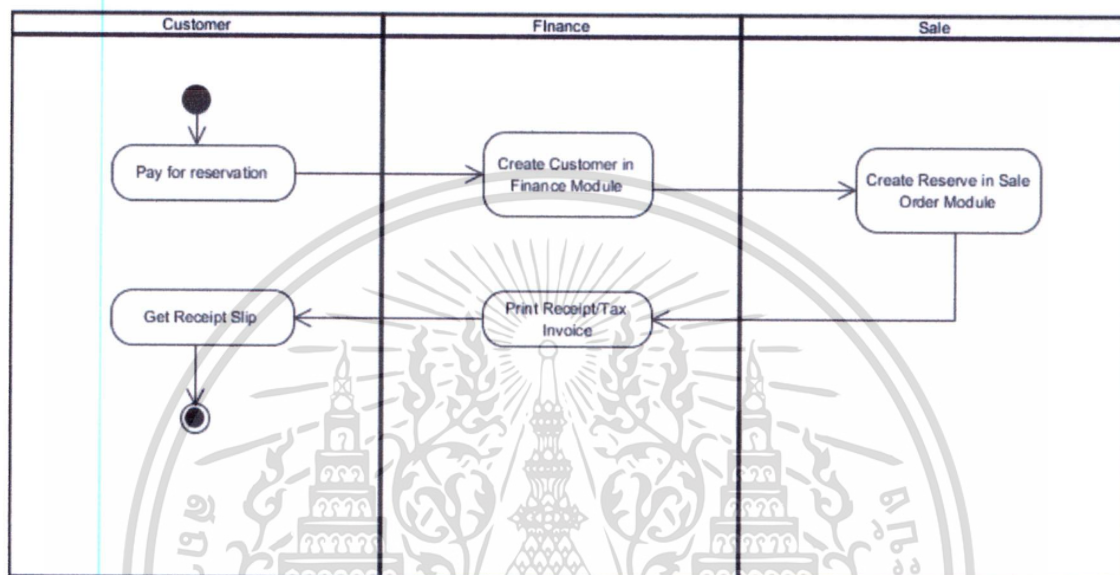 Customer
FInance
Sale
Pay for reservation
Create Customer in
Finance Module
Create Reserve in Sale
Order Module
Get Receipt Slip
Print Receipt/Tax
Invoice